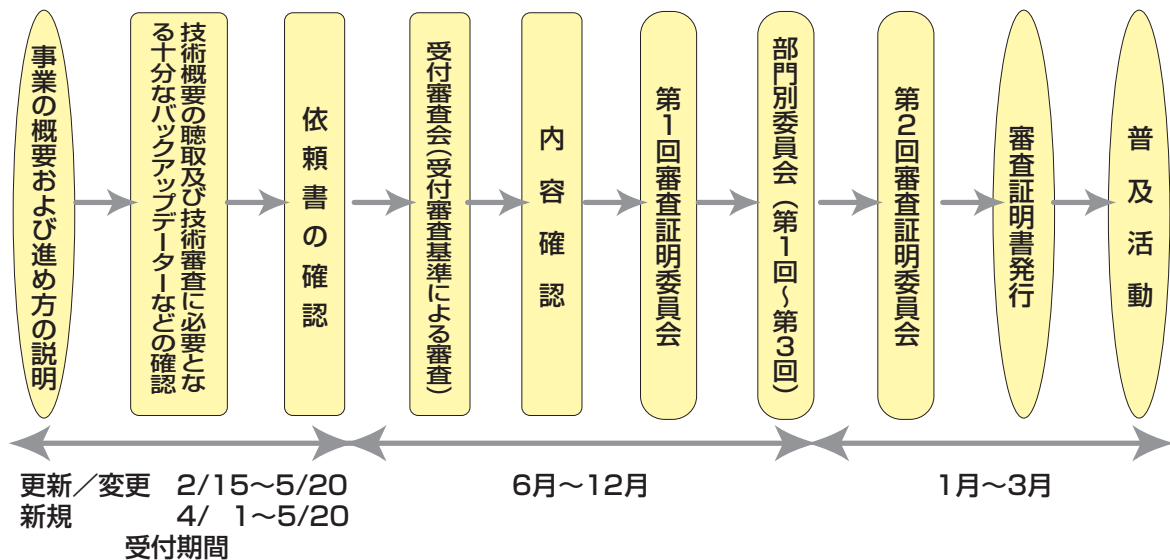 事業の概要および進め方の説明
技術概要の聴取及び技術審査に必要とな
る十分なバックアップデーターなどの確認
依頼書の確認
受付審査会(受付審査基準による審査)
内容確認
第1回審査証明委員会
部門別委員会(第1回~第3回)
第2回審査証明委員会
審査証明書発行
普及活動
更新/変更 2/15~5/20
新規 4/ 1~5/20
受付期間
6月~12月
1月~3月